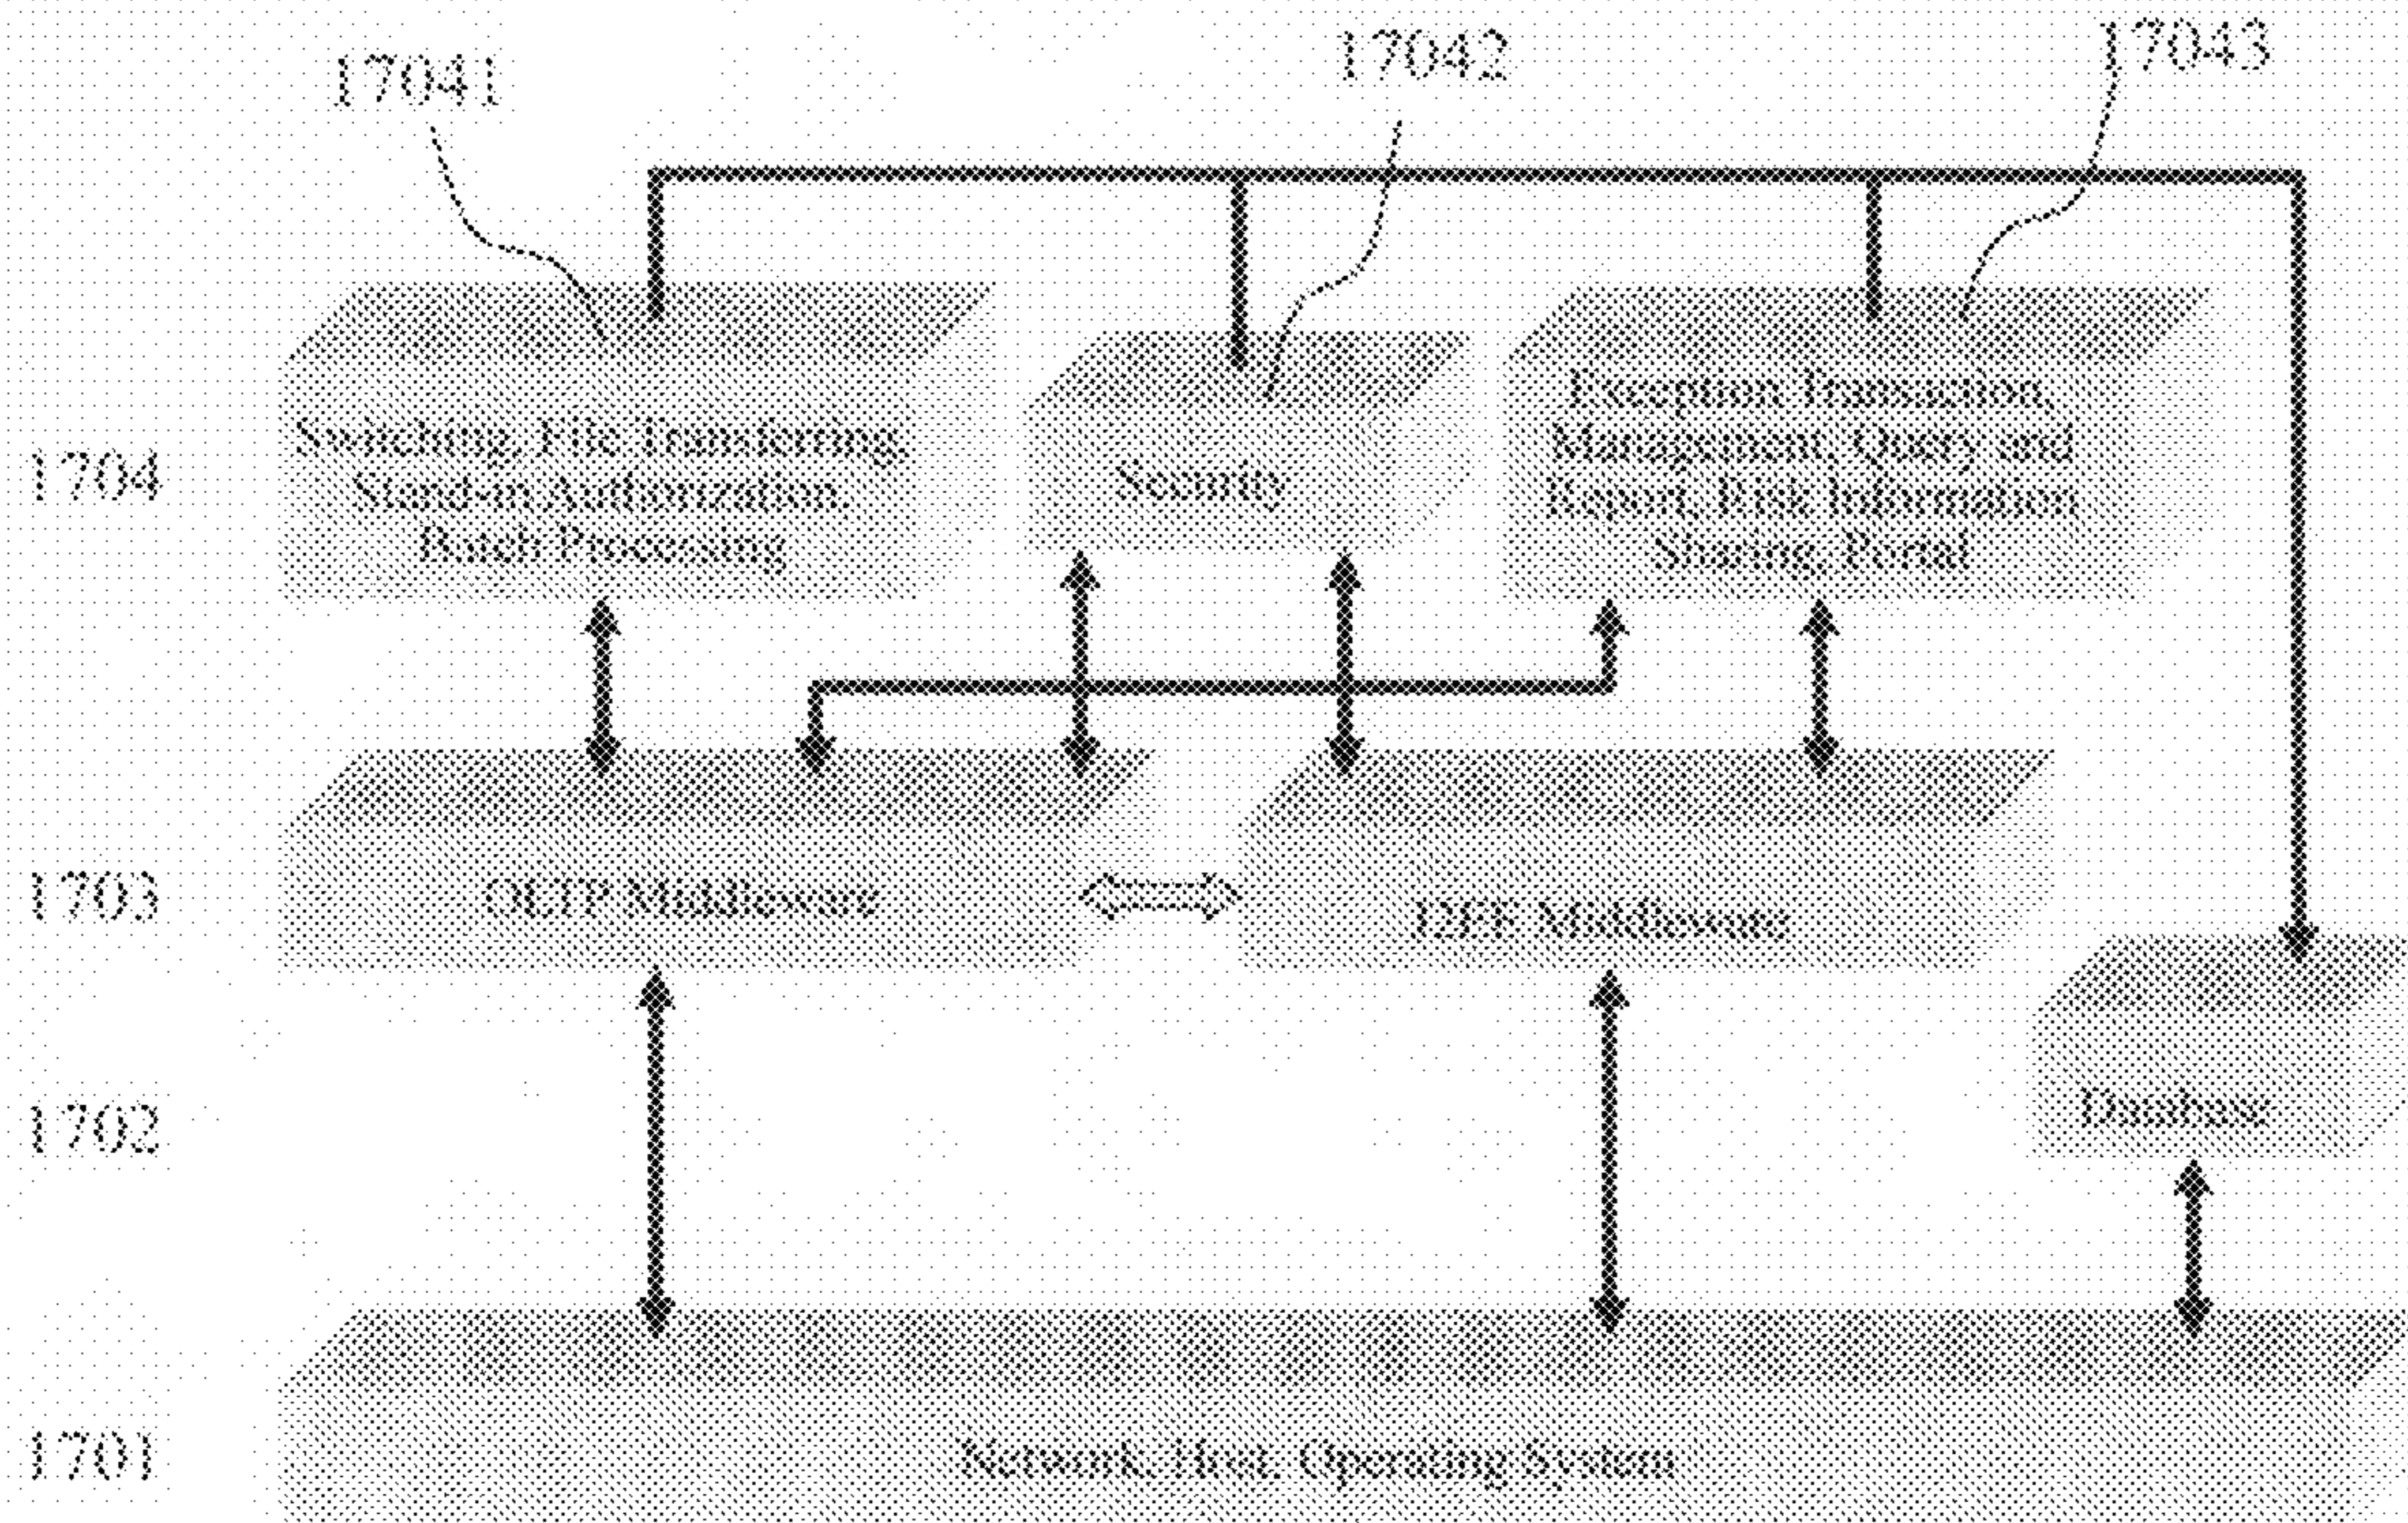 17041
17042
17043
1704
Switching, File Transferring,
Stand-in Authorization,
Batch Processing
Security
Exception Transaction,
Management, Query and
Report, Risk Information
Sharing, Portal
1703
OLTP Middleware
J2EE Middleware
1702
Database
1701
Network, Host, Operating System